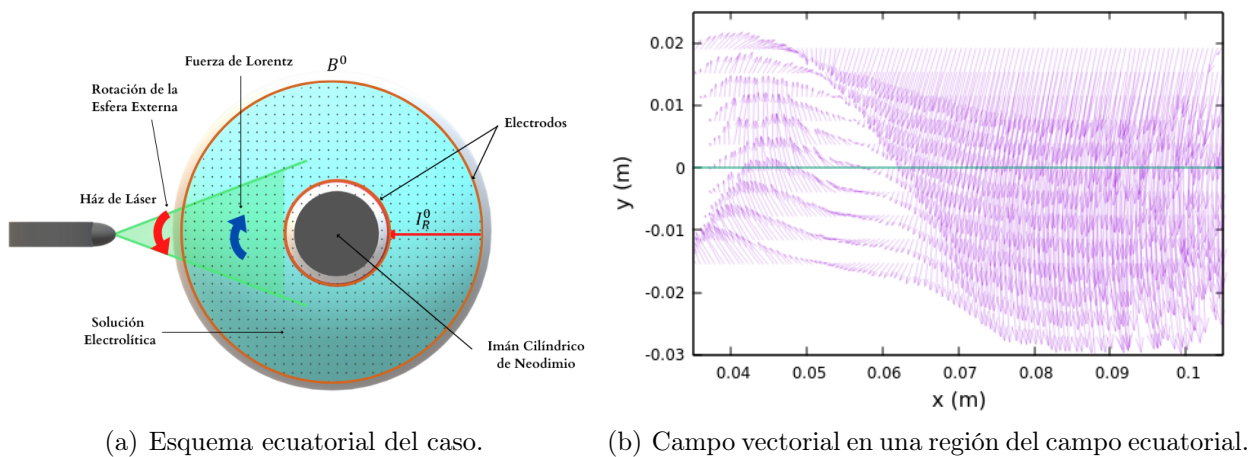 Rotación de la
Esfera Externa
Fuerza de Lorentz
B⁰
Electrodos
Ház de Láser
I_R^0
Solución
Electrolítica
Imán Cilíndrico
de Neodimio
(a) Esquema ecuatorial del caso.
0.02
0.01
0
-0.01
-0.02
-0.03
y (m)
0.04 0.05 0.06 0.07 0.08 0.09 0.1
x (m)
(b) Campo vectorial en una región del campo ecuatorial.